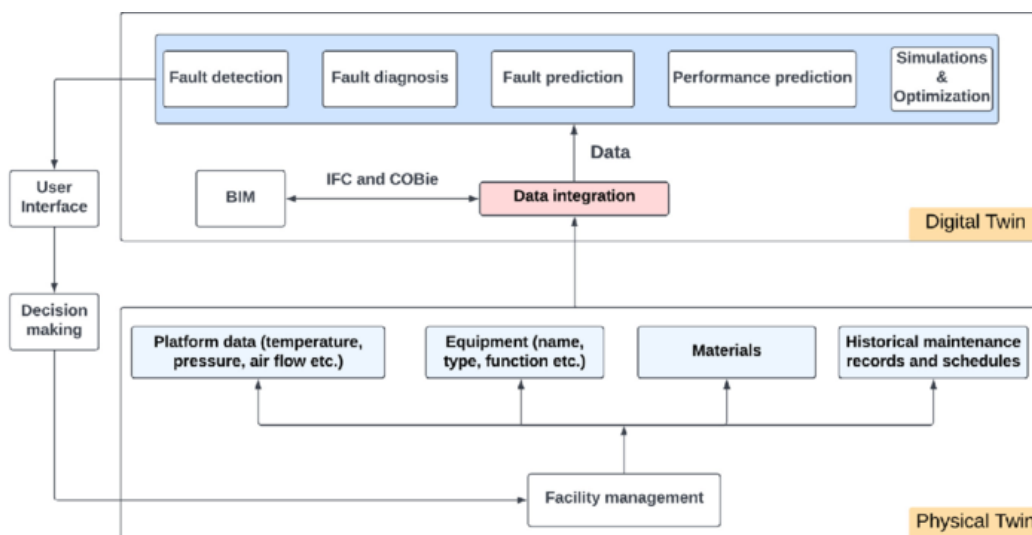 Fault detection
Fault diagnosis
Fault prediction
Performance prediction
Simulations
&
Optimization
Data
User
Interface
BIM
IFC and COBie
Data integration
Digital Twin
Decision
making
Platform data (temperature,
pressure, air flow etc.)
Equipment (name,
type, function etc.)
Materials
Historical maintenance
records and schedules
Facility management
Physical Twin